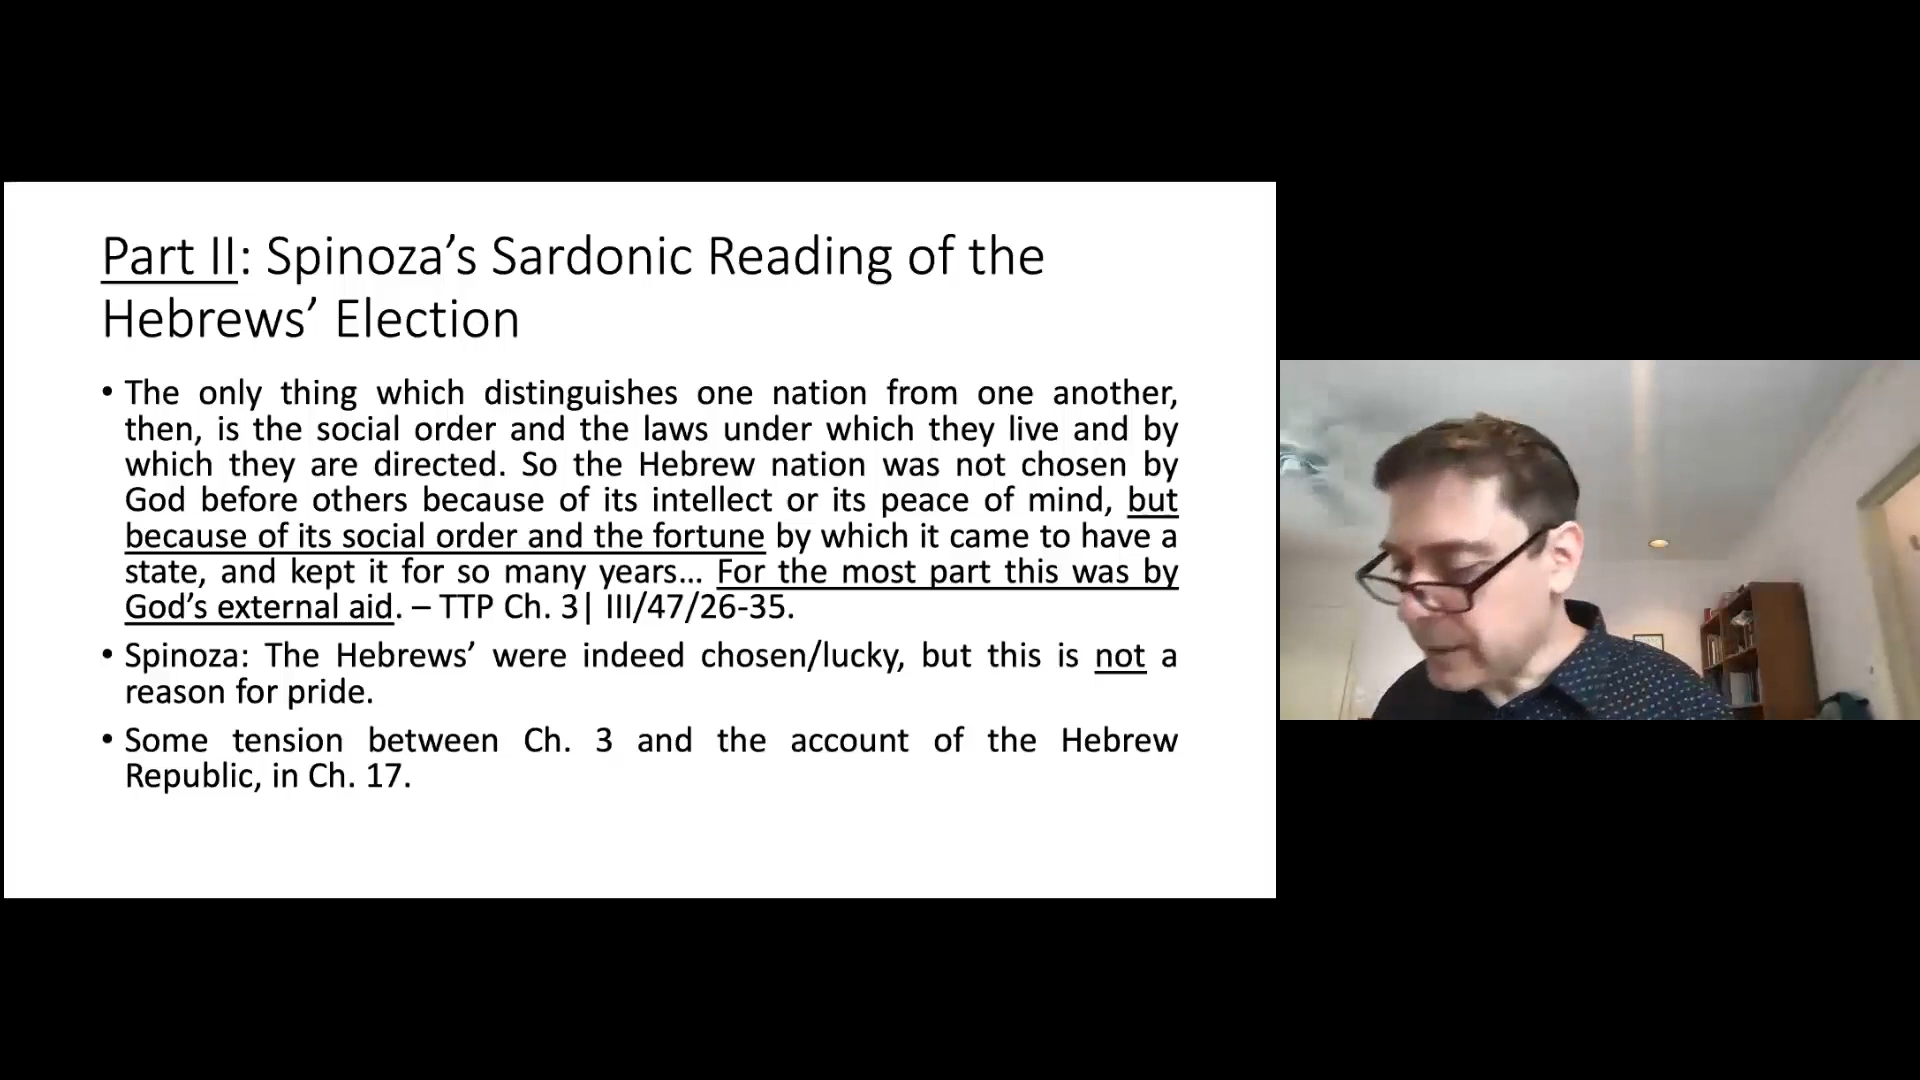 Part II: Spinoza’s Sardonic Reading of the
Hebrews’ Election
• The only thing which distinguishes one nation from one another,
then, is the social order and the laws under which they live and by
which they are directed. So the Hebrew nation was not chosen by
God before others because of its intellect or its peace of mind, but
because of its social order and the fortune by which it came to have a
state, and kept it for so many years… For the most part this was by
God’s external aid. – TTP Ch. 3| III/47/26-35.
• Spinoza: The Hebrews’ were indeed chosen/lucky, but this is not a
reason for pride.
• Some tension between Ch. 3 and the account of the Hebrew
Republic, in Ch. 17.